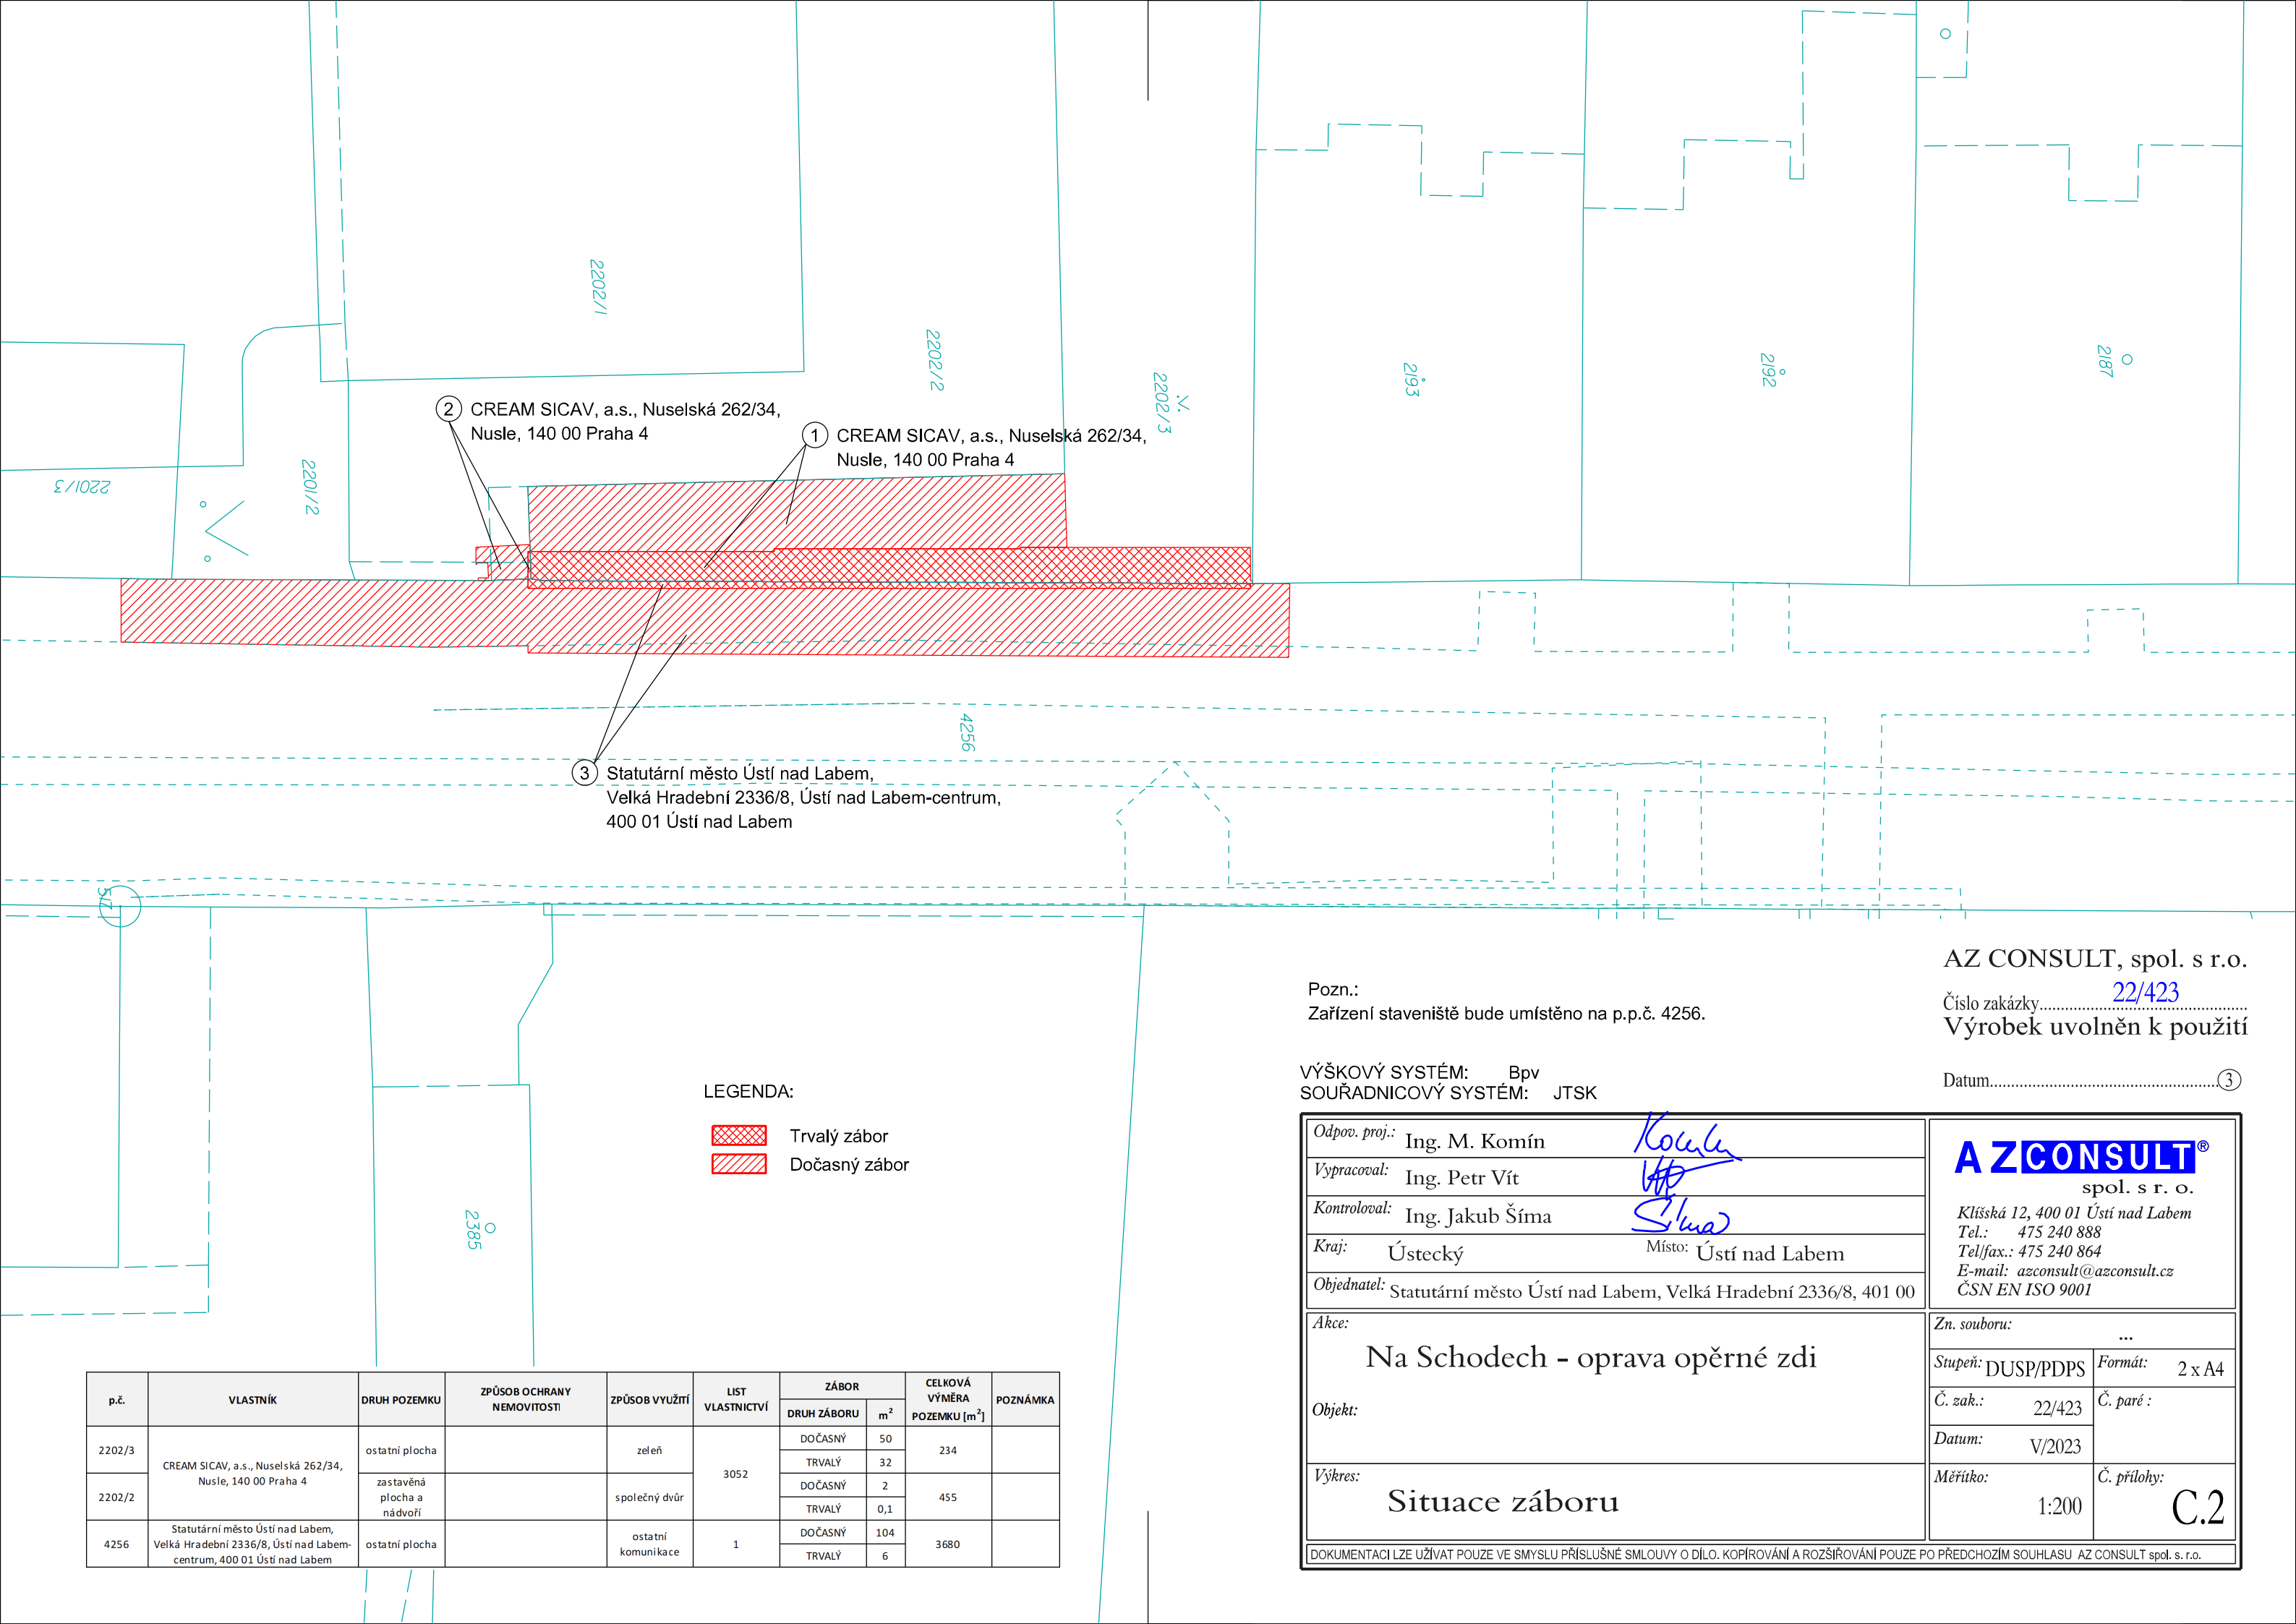 2202/1
2202/2
2202/3
2193
2192
2187
2201/3
2201/2
2 CREAM SICAV, a.s., Nuselská 262/34,
Nusle, 140 00 Praha 4
1 CREAM SICAV, a.s., Nuselská 262/34,
Nusle, 140 00 Praha 4
4256
3 Statutární město Ústí nad Labem,
Velká Hradební 2336/8, Ústí nad Labem-centrum,
400 01 Ústí nad Labem
2385
LEGENDA:
Trvalý zábor
Dočasný zábor
Pozn.:
Zařízení staveniště bude umístěno na p.p.č. 4256.
VÝŠKOVÝ SYSTÉM: Bpv
SOUŘADNICOVÝ SYSTÉM: JTSK
AZ CONSULT, spol. s r.o.
Číslo zakázky 22/423
Výrobek uvolněn k použití
Datum 3
p.č. VLASTNÍK DRUH POZEMKU ZPŮSOB OCHRANY NEMOVITOSTI ZPŮSOB VYUŽITÍ LIST VLASTNICTVÍ ZÁBOR CELKOVÁ VÝMĚRA POZEMKU [m²] POZNÁMKA
DRUH ZÁBORU m²
2202/3 CREAM SICAV, a.s., Nuselská 262/34, Nusle, 140 00 Praha 4 ostatní plocha zeleň 3052 DOČASNÝ 50 234
TRVALÝ 32
2202/2 zastavěná plocha a nádvoří společný dvůr DOČASNÝ 2 455
TRVALÝ 0,1
4256 Statutární město Ústí nad Labem, Velká Hradební 2336/8, Ústí nad Labem-centrum, 400 01 Ústí nad Labem ostatní plocha ostatní komunikace 1 DOČASNÝ 104 3680
TRVALÝ 6
Odpov. proj.: Ing. M. Komín
Vypracoval: Ing. Petr Vít
Kontroloval: Ing. Jakub Šíma
Kraj: Ústecký Místo: Ústí nad Labem
Objednatel: Statutární město Ústí nad Labem, Velká Hradební 2336/8, 401 00
AZ CONSULT®
spol. s r. o.
Klíšská 12, 400 01 Ústí nad Labem
Tel.: 475 240 888
Tel/fax.: 475 240 864
E-mail: azconsult@azconsult.cz
ČSN EN ISO 9001
Akce:
Na Schodech - oprava opěrné zdi
Objekt:
Výkres:
Situace záboru
Zn. souboru: ...
Stupeň: DUSP/PDPS Formát: 2 x A4
Č. zak.: 22/423 Č. paré :
Datum: V/2023
Měřítko: 1:200 Č. přílohy: C.2
DOKUMENTACI LZE UŽÍVAT POUZE VE SMYSLU PŘÍSLUŠNÉ SMLOUVY O DÍLO. KOPÍROVÁNÍ A ROZŠIŘOVÁNÍ POUZE PO PŘEDCHOZÍM SOUHLASU AZ CONSULT spol. s. r.o.